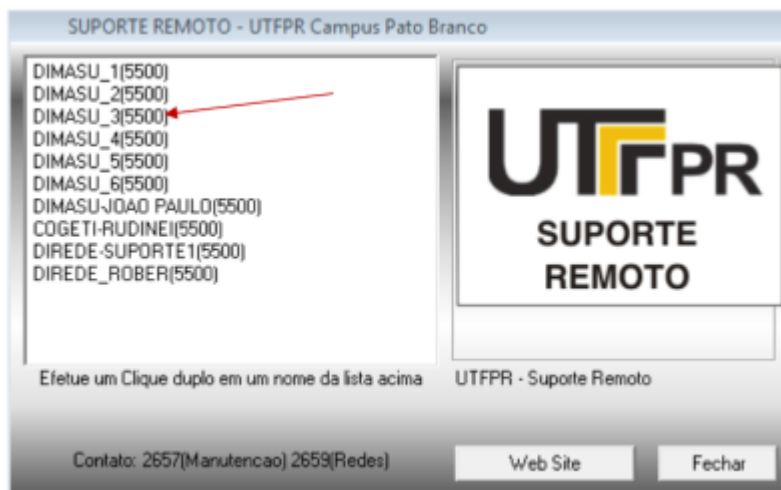 SUPORTE REMOTO - UTFPR Campus Pato Branco
DIMASU_1(5500)
DIMASU_2(5500)
DIMASU_3(5500)
DIMASU_4(5500)
DIMASU_5(5500)
DIMASU_6(5500)
DIMASU-JOAO PAULO(5500)
COGETI-RUDINEI(5500)
DIREDE-SUPORTE1(5500)
DIREDE_ROBER(5500)
UTFPR
SUPORTE
REMOTO
Efetue um Clique duplo em um nome da lista acima
UTFPR - Suporte Remoto
Contato: 2657(Manutencao) 2659(Redes)
Web Site
Fechar